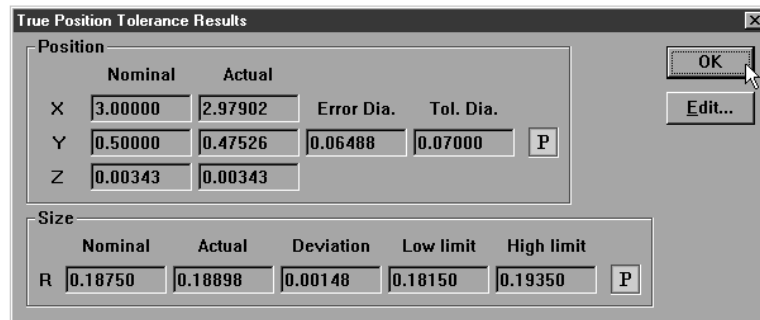 True Position Tolerance Results
Position
Nominal Actual
X 3.00000 2.97902 Error Dia. Tol. Dia.
Y 0.50000 0.47526 0.06488 0.07000 P
Z 0.00343 0.00343
OK
Edit...
Size
Nominal Actual Deviation Low limit High limit
R 0.18750 0.18898 0.00148 0.18150 0.19350 P